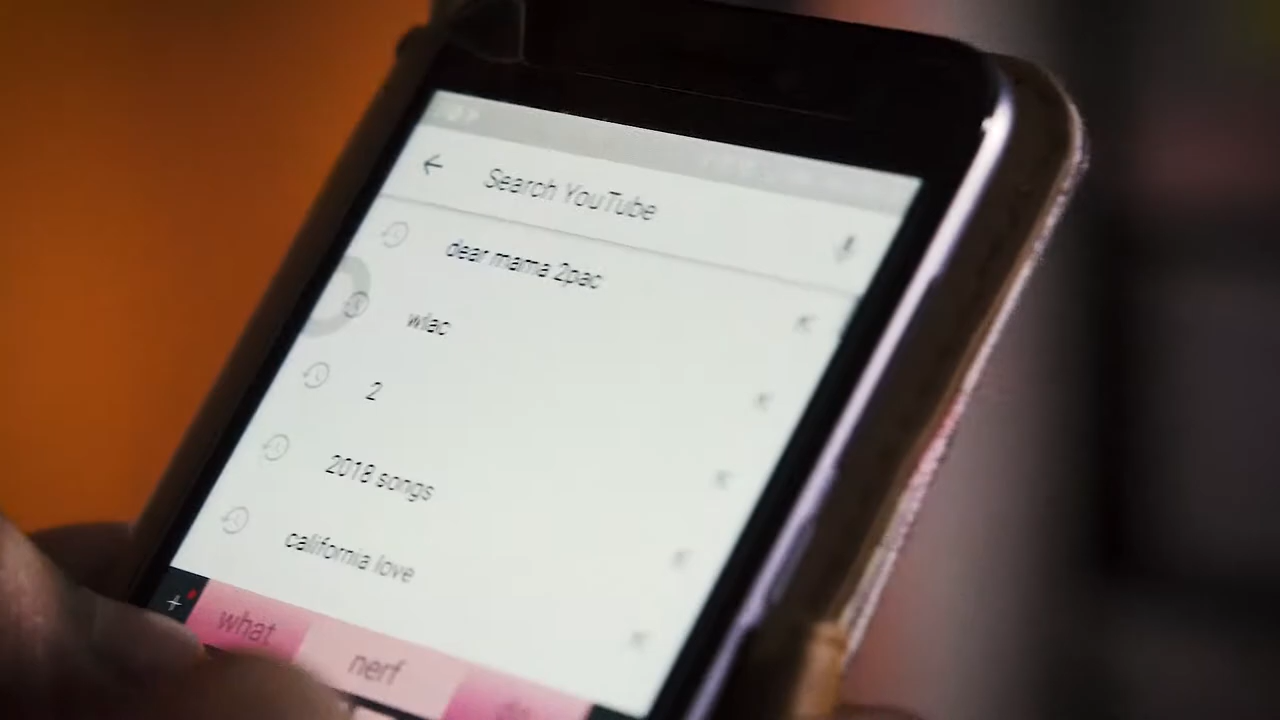 Search YouTube
dear mama 2pac
wlac
2
2018 songs
california love
what nerf